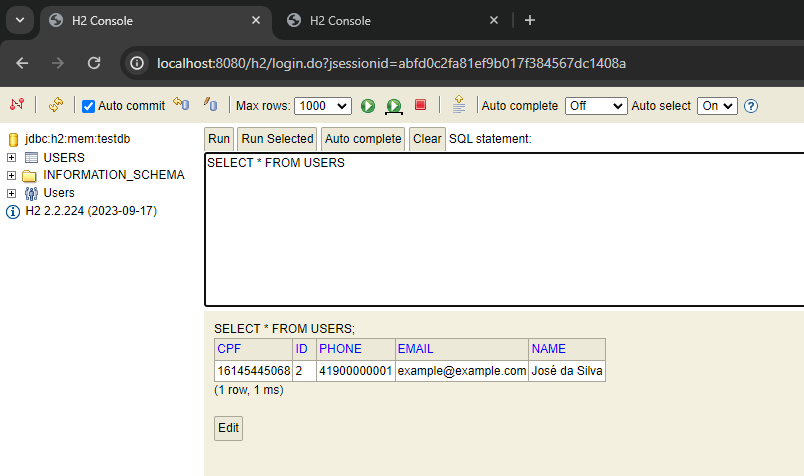 H2 Console
H2 Console
localhost:8080/h2/login.do?jsessionid=abfd0c2fa81ef9b017f384567dc1408a
Auto commit Max rows: 1000 Auto complete Off Auto select On
jdbc:h2:mem:testdb
USERS
INFORMATION_SCHEMA
Users
H2 2.2.224 (2023-09-17)
Run Run Selected Auto complete Clear SQL statement:
SELECT * FROM USERS
SELECT * FROM USERS;
CPF ID PHONE EMAIL NAME
16145445068 2 41900000001 example@example.com José da Silva
(1 row, 1 ms)
Edit